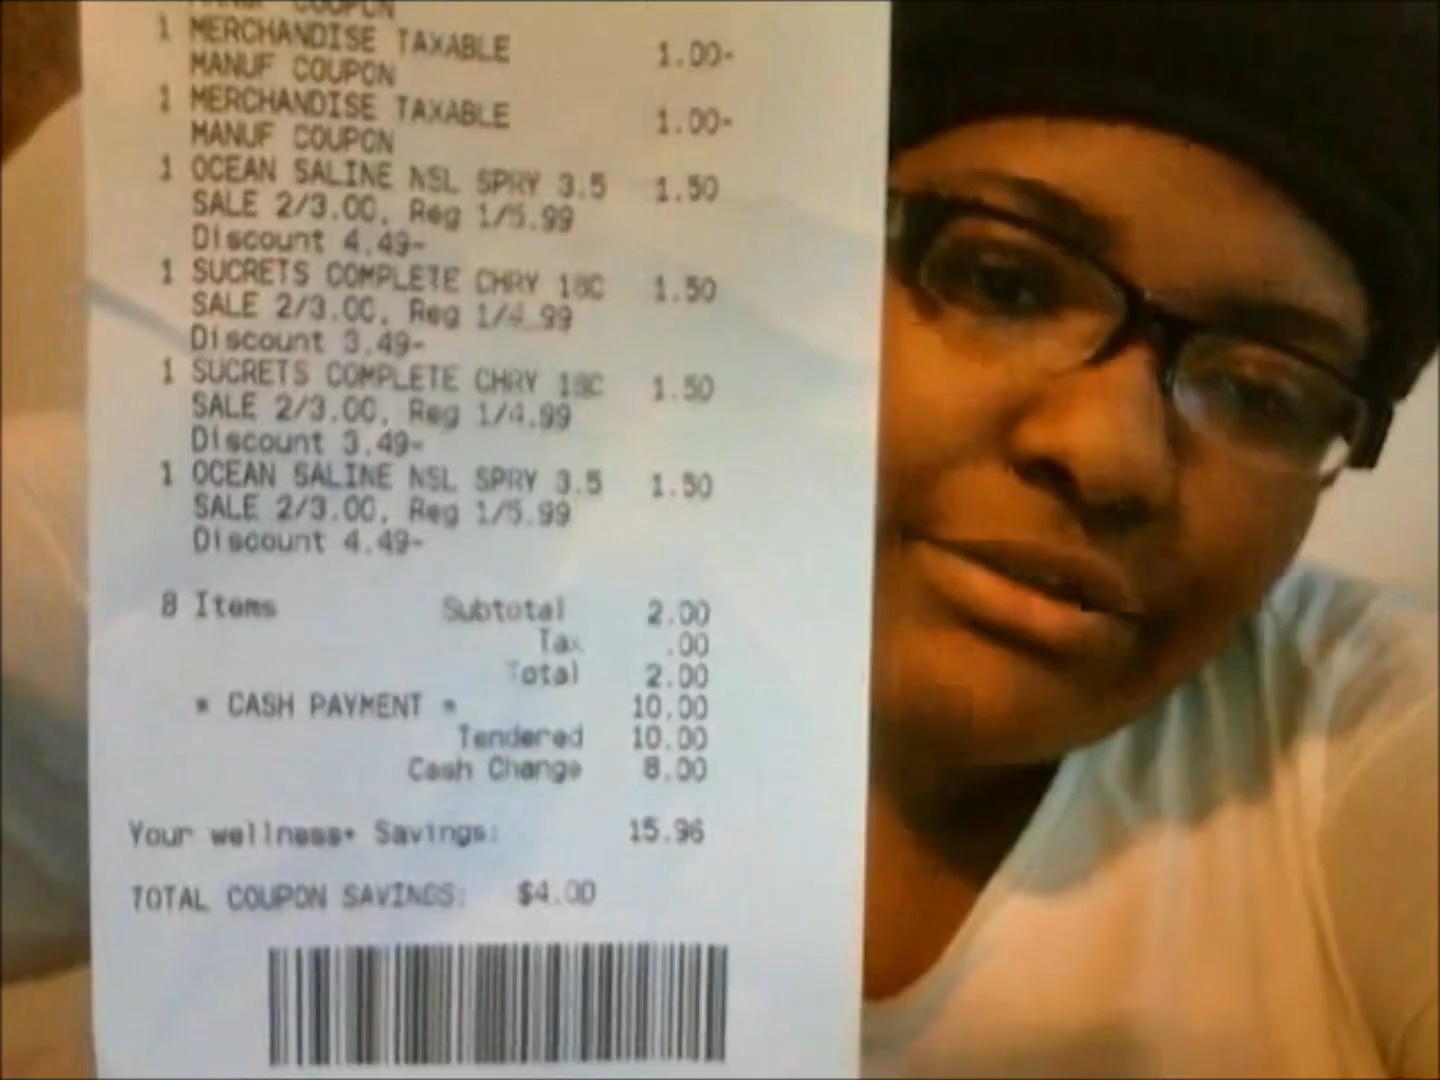 MANUF COUPON
1 MERCHANDISE TAXABLE 1.00-
MANUF COUPON
1 MERCHANDISE TAXABLE 1.00-
MANUF COUPON
1 OCEAN SALINE NSL SPRY 3.5 1.50
SALE 2/3.00, Reg 1/5.99
Discount 4.49-
1 SUCRETS COMPLETE CHRY 18C 1.50
SALE 2/3.00, Reg 1/4.99
Discount 3.49-
1 SUCRETS COMPLETE CHRY 18C 1.50
SALE 2/3.00, Reg 1/4.99
Discount 3.49-
1 OCEAN SALINE NSL SPRY 3.5 1.50
SALE 2/3.00, Reg 1/5.99
Discount 4.49-
8 Items Subtotal 2.00
Tax .00
Total 2.00
* CASH PAYMENT * 10.00
Tendered 10.00
Cash Change 8.00
Your wellness+ Savings: 15.96
TOTAL COUPON SAVINGS: $4.00